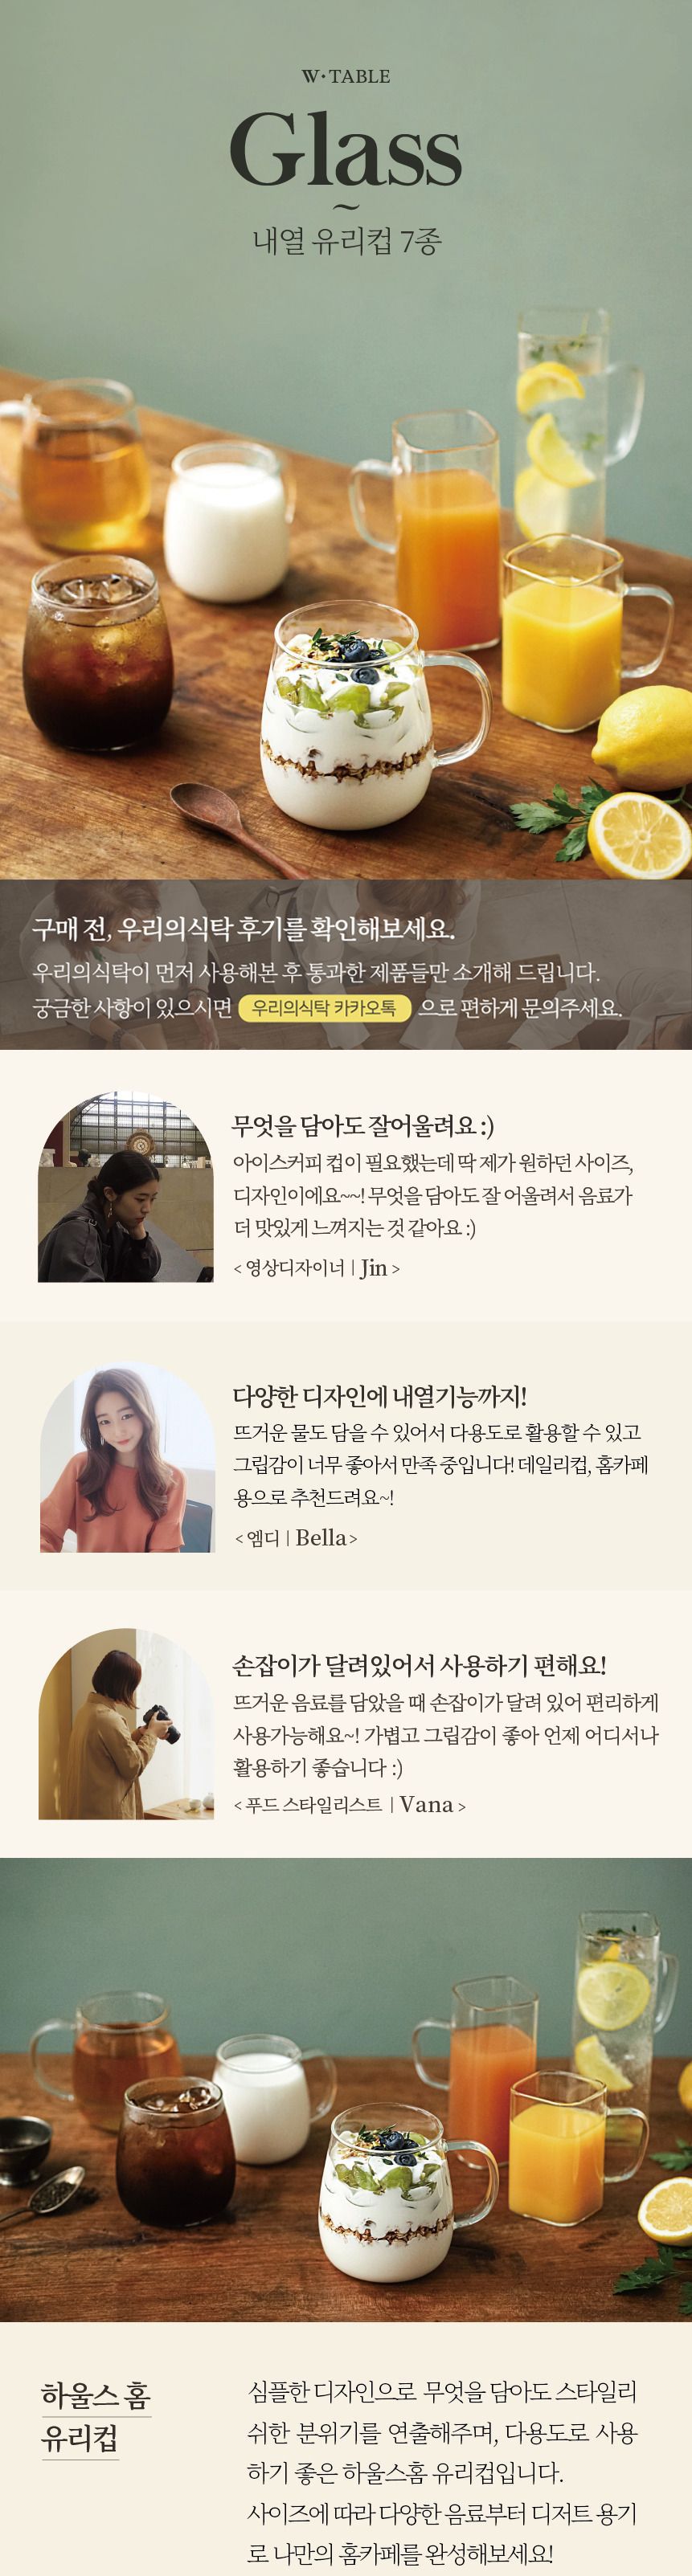 W·TABLE
Glass
~
내열 유리컵 7종
구매 전, 우리의식탁 후기를 확인해보세요.
우리의식탁이 먼저 사용해본 후 통과한 제품들만 소개해 드립니다.
궁금한 사항이 있으시면 우리의식탁 카카오톡 으로 편하게 문의주세요.
무엇을 담아도 잘어울려요 :)
아이스커피 컵이 필요했는데 딱 제가 원하던 사이즈,
디자인이에요~~! 무엇을 담아도 잘 어울려서 음료가
더 맛있게 느껴지는 것 같아요 :)
< 영상디자이너 | Jin >
다양한 디자인에 내열기능까지!
뜨거운 물도 담을 수 있어서 다용도로 활용할 수 있고
그립감이 너무 좋아서 만족 중입니다! 데일리컵, 홈카페
용으로 추천드려요~!
< 엠디 | Bella >
손잡이가 달려있어서 사용하기 편해요!
뜨거운 음료를 담았을 때 손잡이가 달려 있어 편리하게
사용가능해요~! 가볍고 그립감이 좋아 언제 어디서나
활용하기 좋습니다 :)
< 푸드 스타일리스트 | Vana >
하울스 홈
유리컵
심플한 디자인으로 무엇을 담아도 스타일리
쉬한 분위기를 연출해주며, 다용도로 사용
하기 좋은 하울스홈 유리컵입니다.
사이즈에 따라 다양한 음료부터 디저트 용기
로 나만의 홈카페를 완성해보세요!